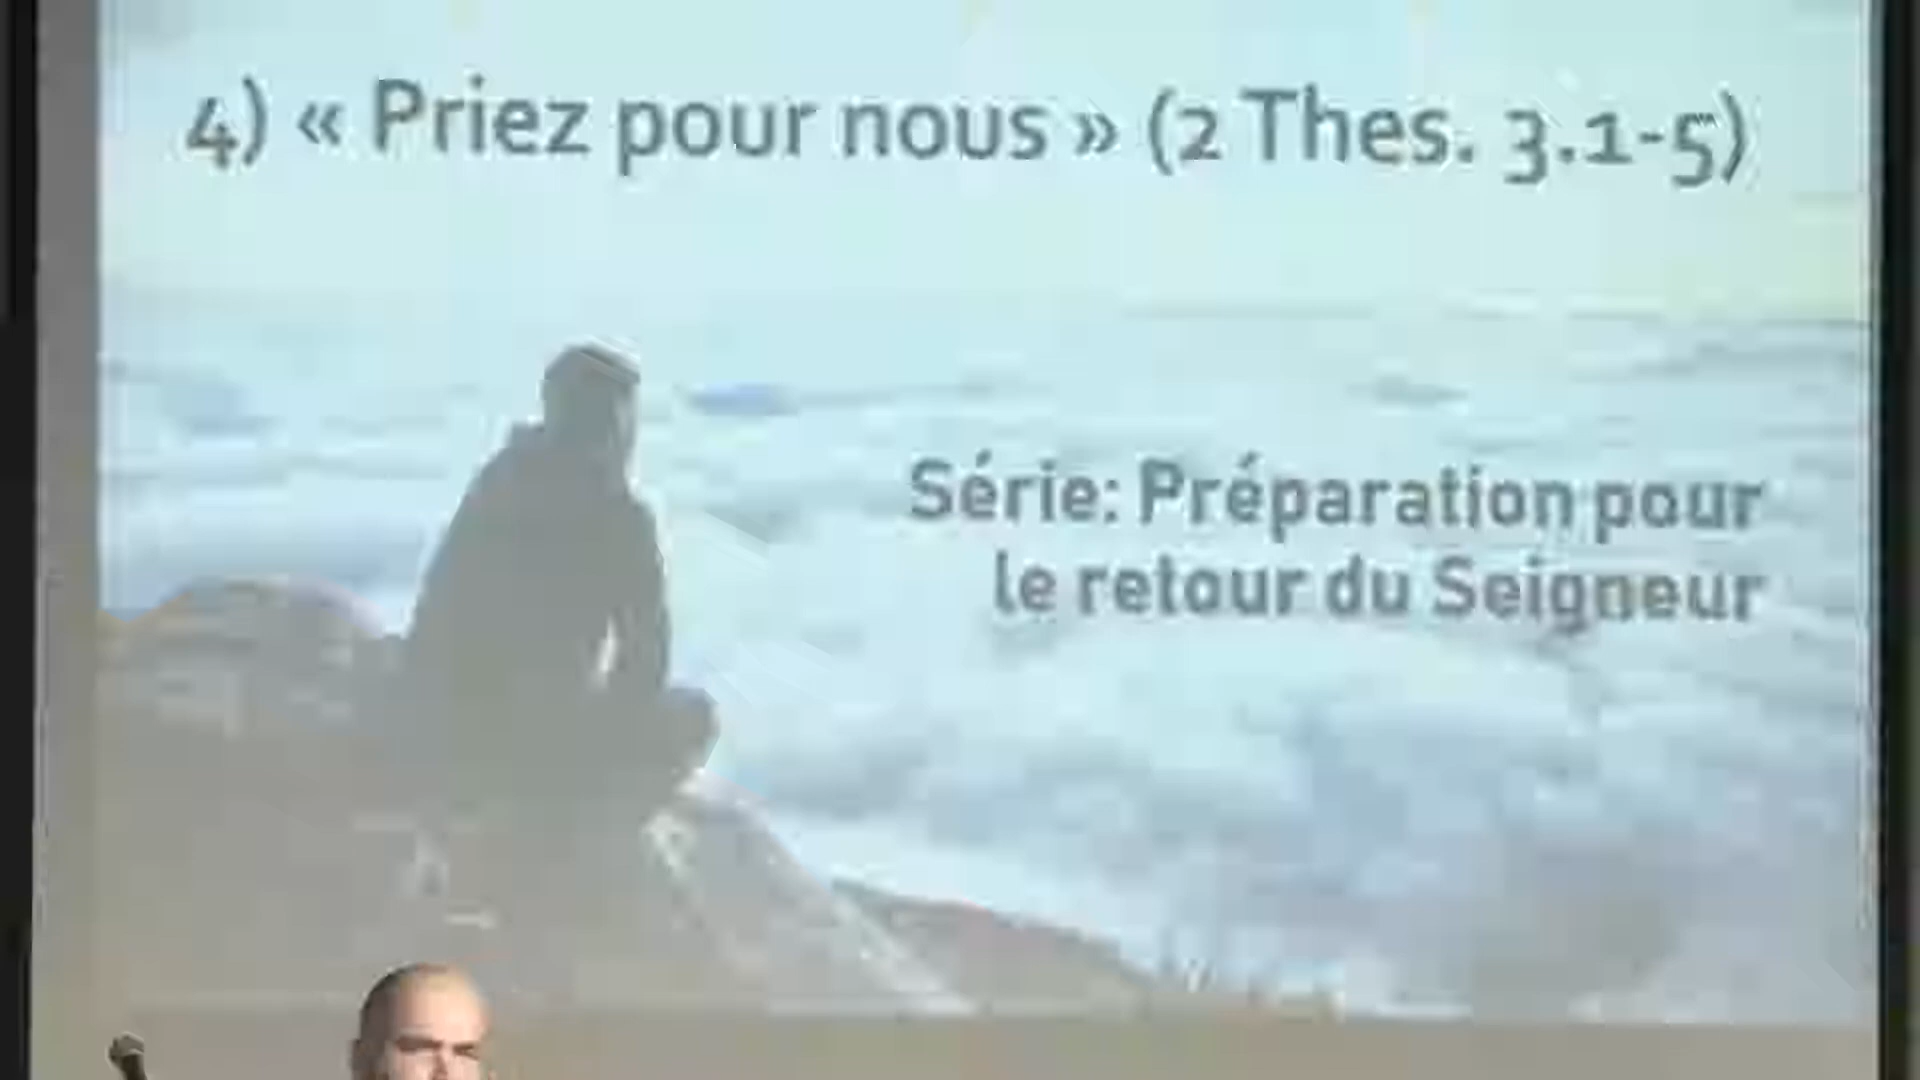 4) « Priez pour nous » (2 Thes. 3.1-5)
Série: Préparation pour
le retour du Seigneur